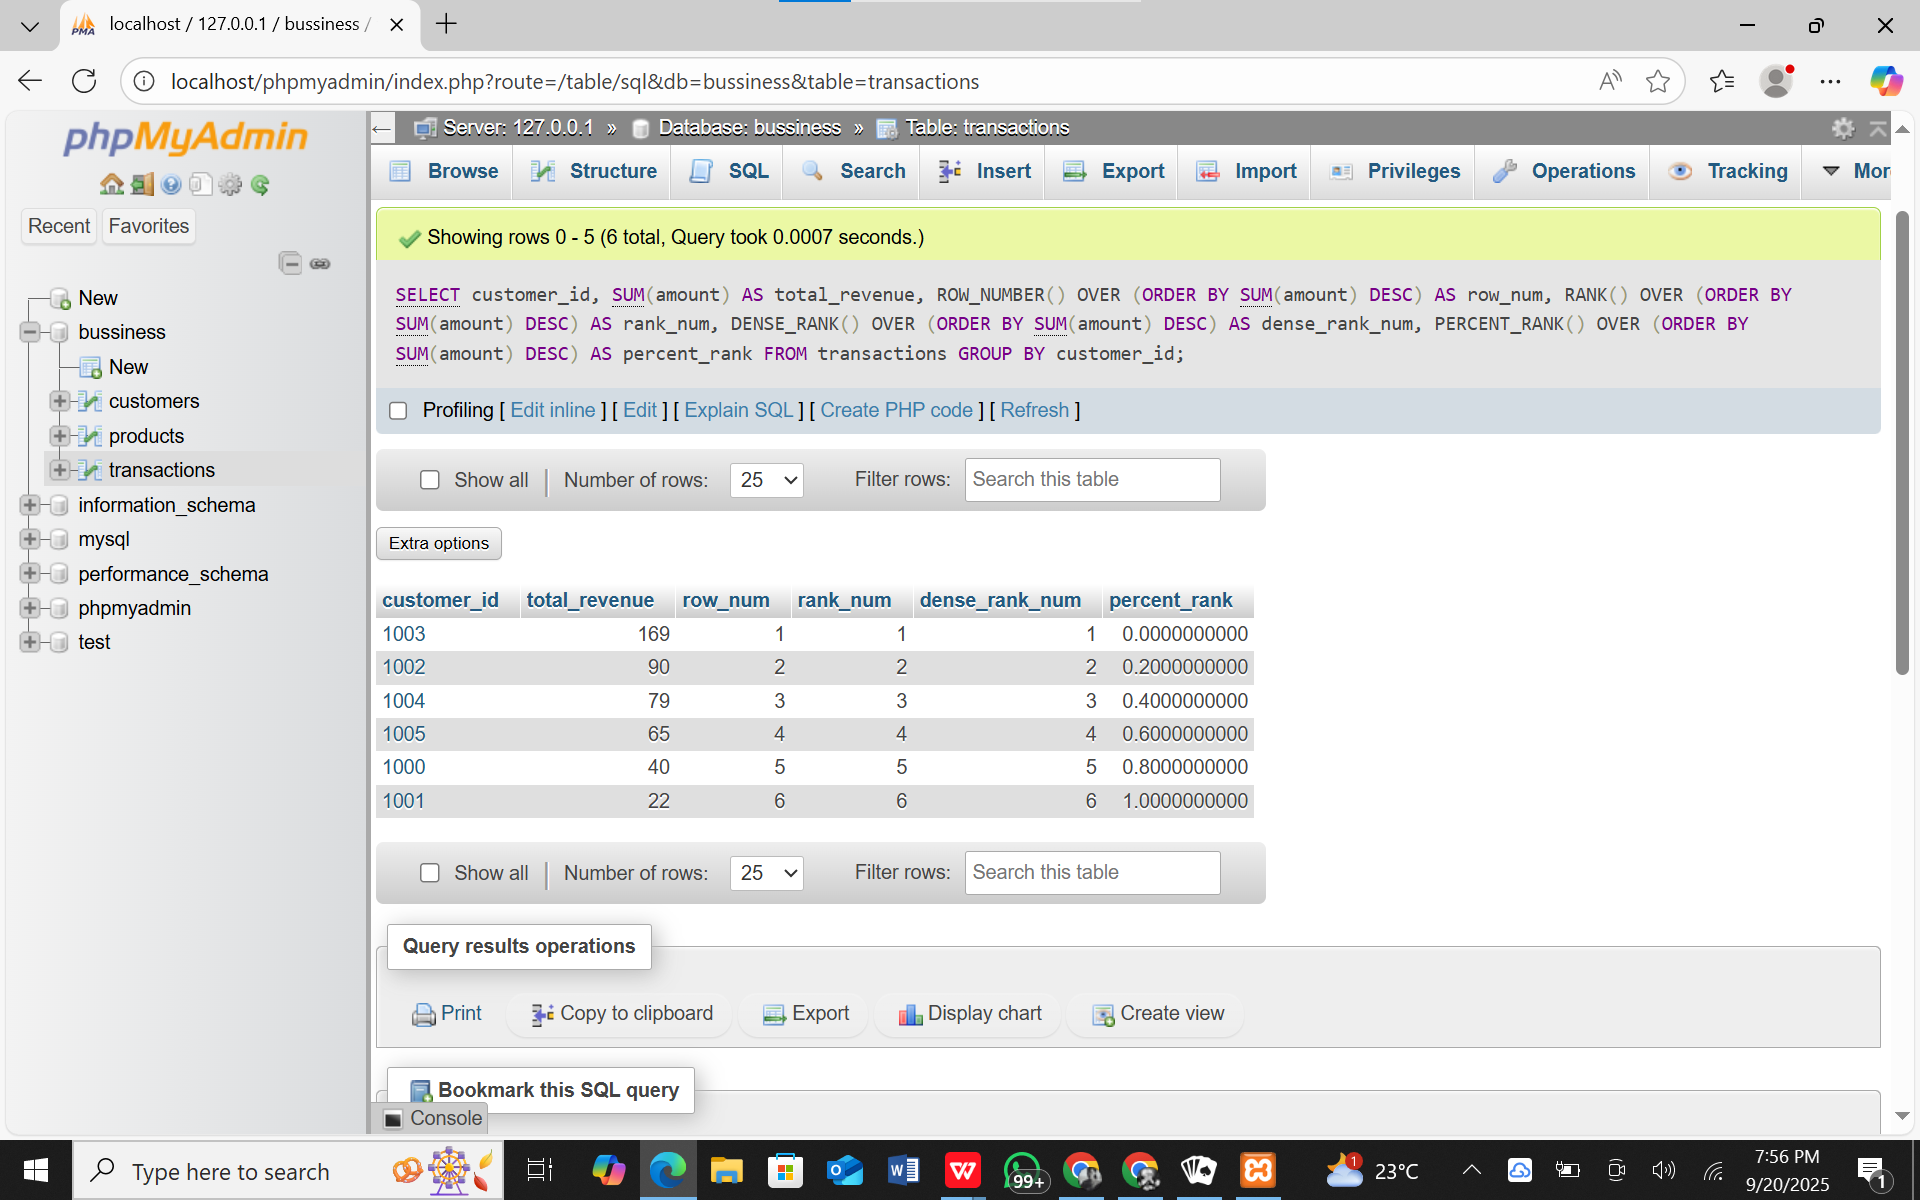 localhost / 127.0.0.1 / bussiness /
localhost/phpmyadmin/index.php?route=/table/sql&db=bussiness&table=transactions
phpMyAdmin
Recent Favorites
New
bussiness
New
customers
products
transactions
information_schema
mysql
performance_schema
phpmyadmin
test
Server: 127.0.0.1 » Database: bussiness » Table: transactions
Browse Structure SQL Search Insert Export Import Privileges Operations Tracking Mor
Showing rows 0 - 5 (6 total, Query took 0.0007 seconds.)
SELECT customer_id, SUM(amount) AS total_revenue, ROW_NUMBER() OVER (ORDER BY SUM(amount) DESC) AS row_num, RANK() OVER (ORDER BY
SUM(amount) DESC) AS rank_num, DENSE_RANK() OVER (ORDER BY SUM(amount) DESC) AS dense_rank_num, PERCENT_RANK() OVER (ORDER BY
SUM(amount) DESC) AS percent_rank FROM transactions GROUP BY customer_id;
Profiling [ Edit inline ] [ Edit ] [ Explain SQL ] [ Create PHP code ] [ Refresh ]
Show all Number of rows: 25 Filter rows: Search this table
Extra options
customer_id total_revenue row_num rank_num dense_rank_num percent_rank
1003 169 1 1 1 0.0000000000
1002 90 2 2 2 0.2000000000
1004 79 3 3 3 0.4000000000
1005 65 4 4 4 0.6000000000
1000 40 5 5 5 0.8000000000
1001 22 6 6 6 1.0000000000
Show all Number of rows: 25 Filter rows: Search this table
Query results operations
Print Copy to clipboard Export Display chart Create view
Bookmark this SQL query
Console
Type here to search
99+
1
23°C
7:56 PM
9/20/2025
1